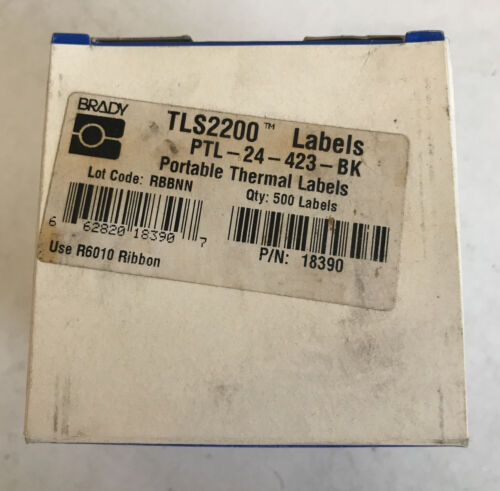 BRADY
TLS2200™ Labels
PTL-24-423-BK
Portable Thermal Labels
Lot Code: RBBNN
Qty: 500 Labels
6 62820 18390 7
P/N: 18390
Use R6010 Ribbon